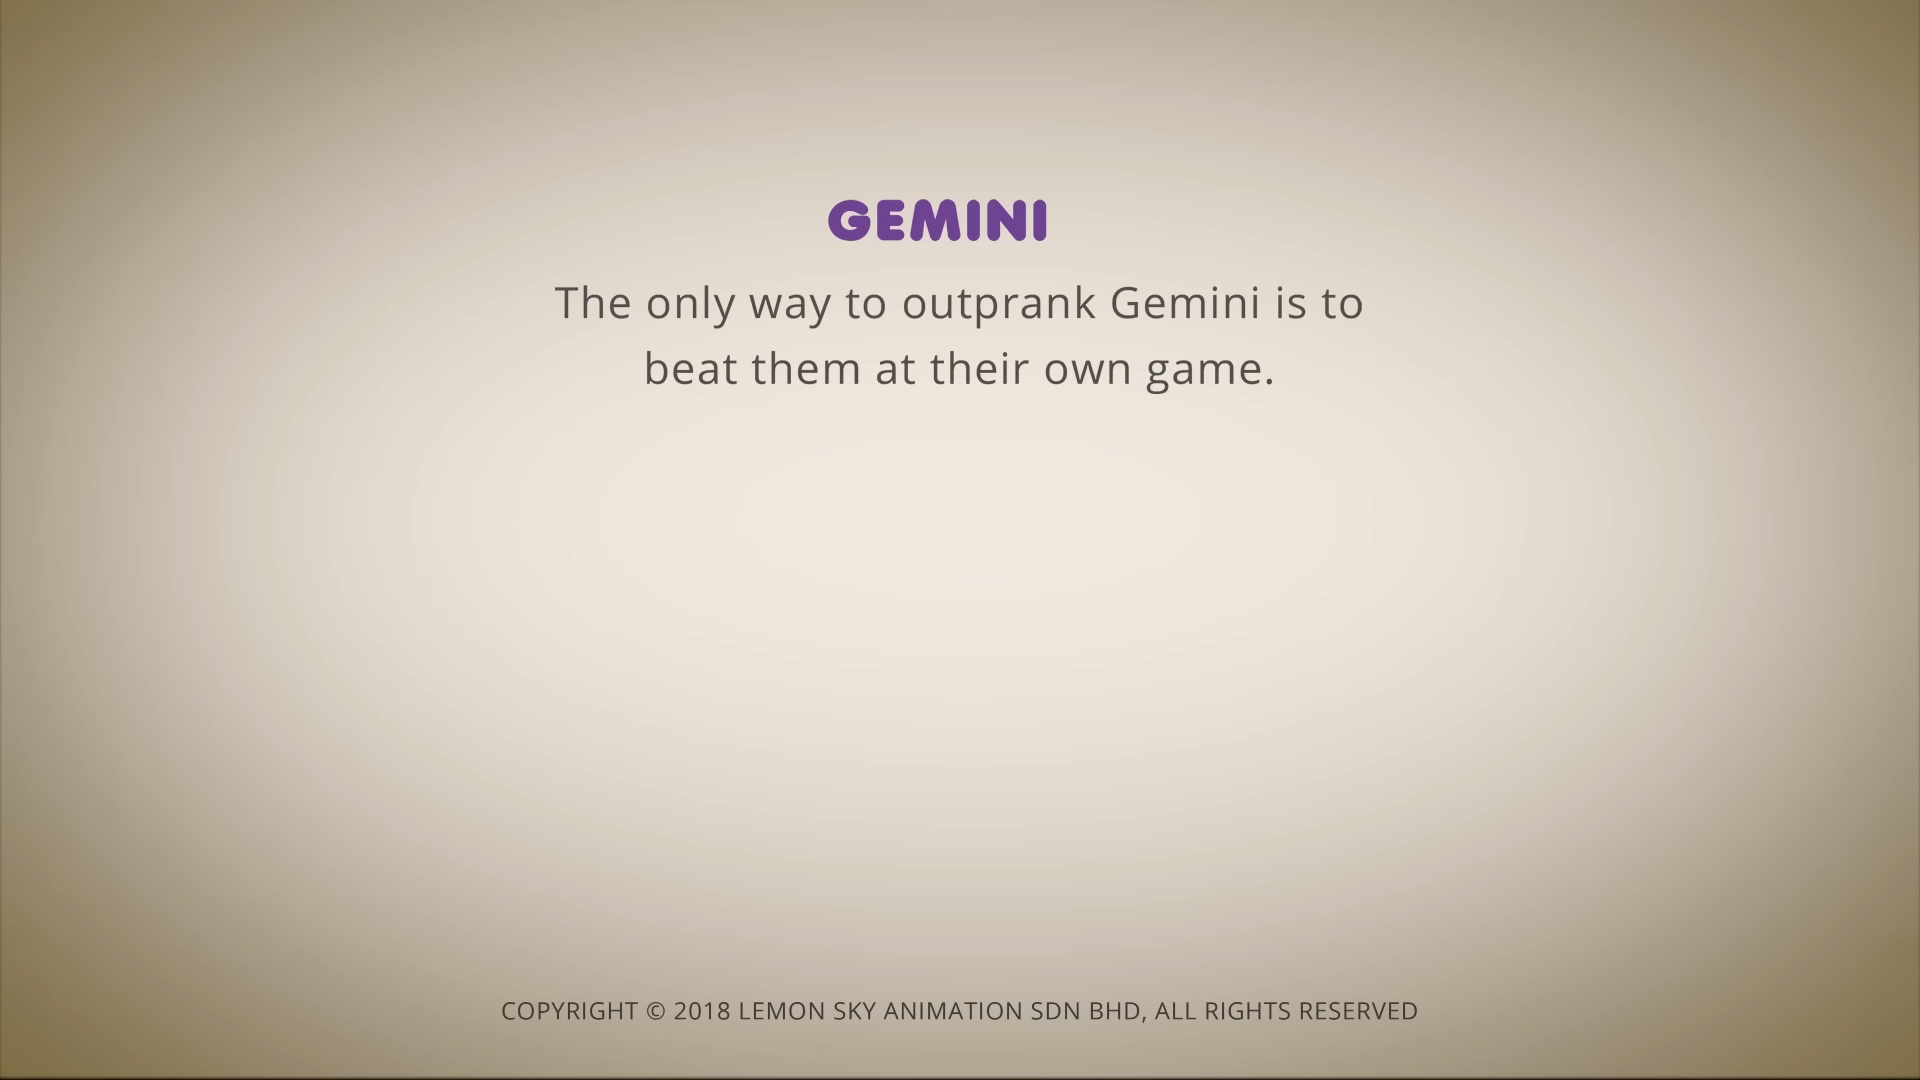 GEMINI
The only way to outprank Gemini is to
beat them at their own game.
COPYRIGHT © 2018 LEMON SKY ANIMATION SDN BHD, ALL RIGHTS RESERVED